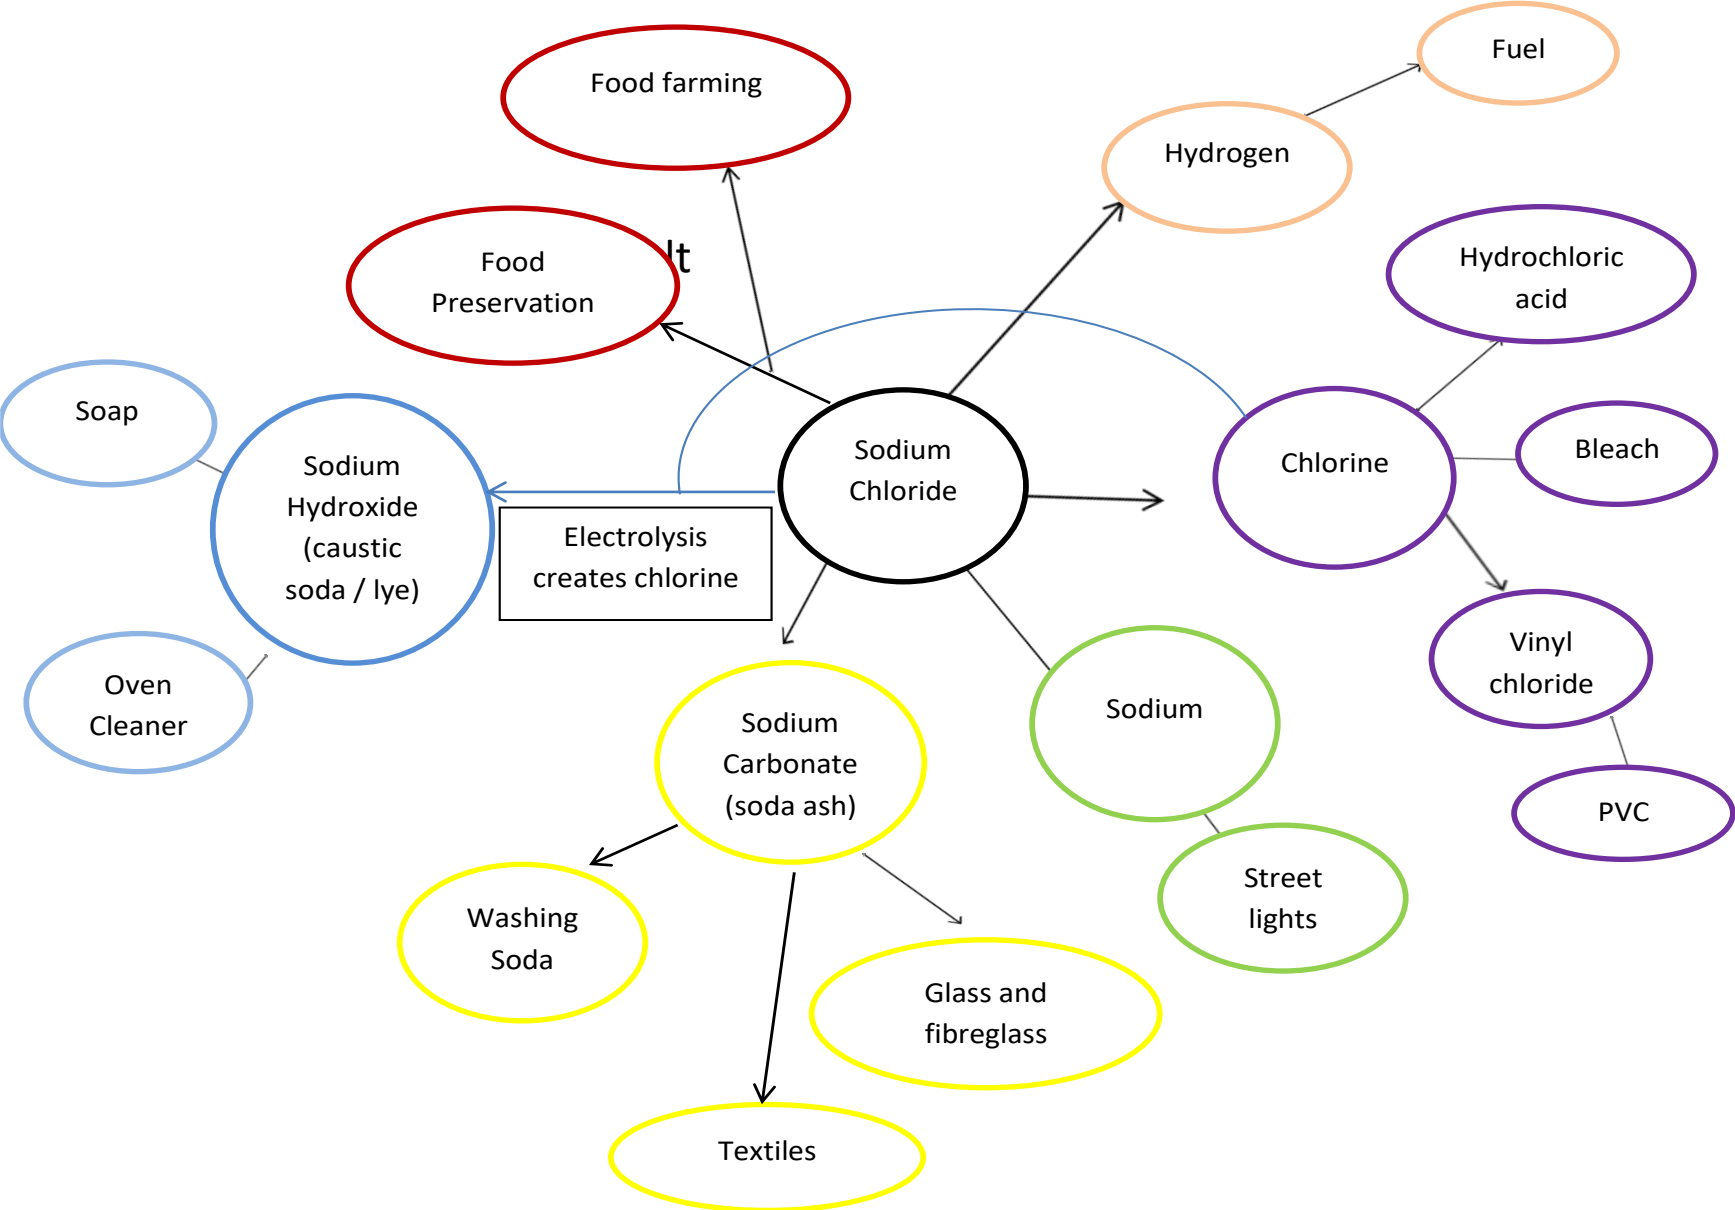 Fuel
Food farming
Hydrogen
Hydrochloric
acid
lt
Food
Preservation
Soap
Sodium
Hydroxide
(caustic
soda / lye)
Electrolysis
creates chlorine
Sodium
Chloride
Chlorine
Bleach
Vinyl
chloride
PVC
Oven
Cleaner
Sodium
Carbonate
(soda ash)
Sodium
Street
lights
Washing
Soda
Glass and
fibreglass
Textiles